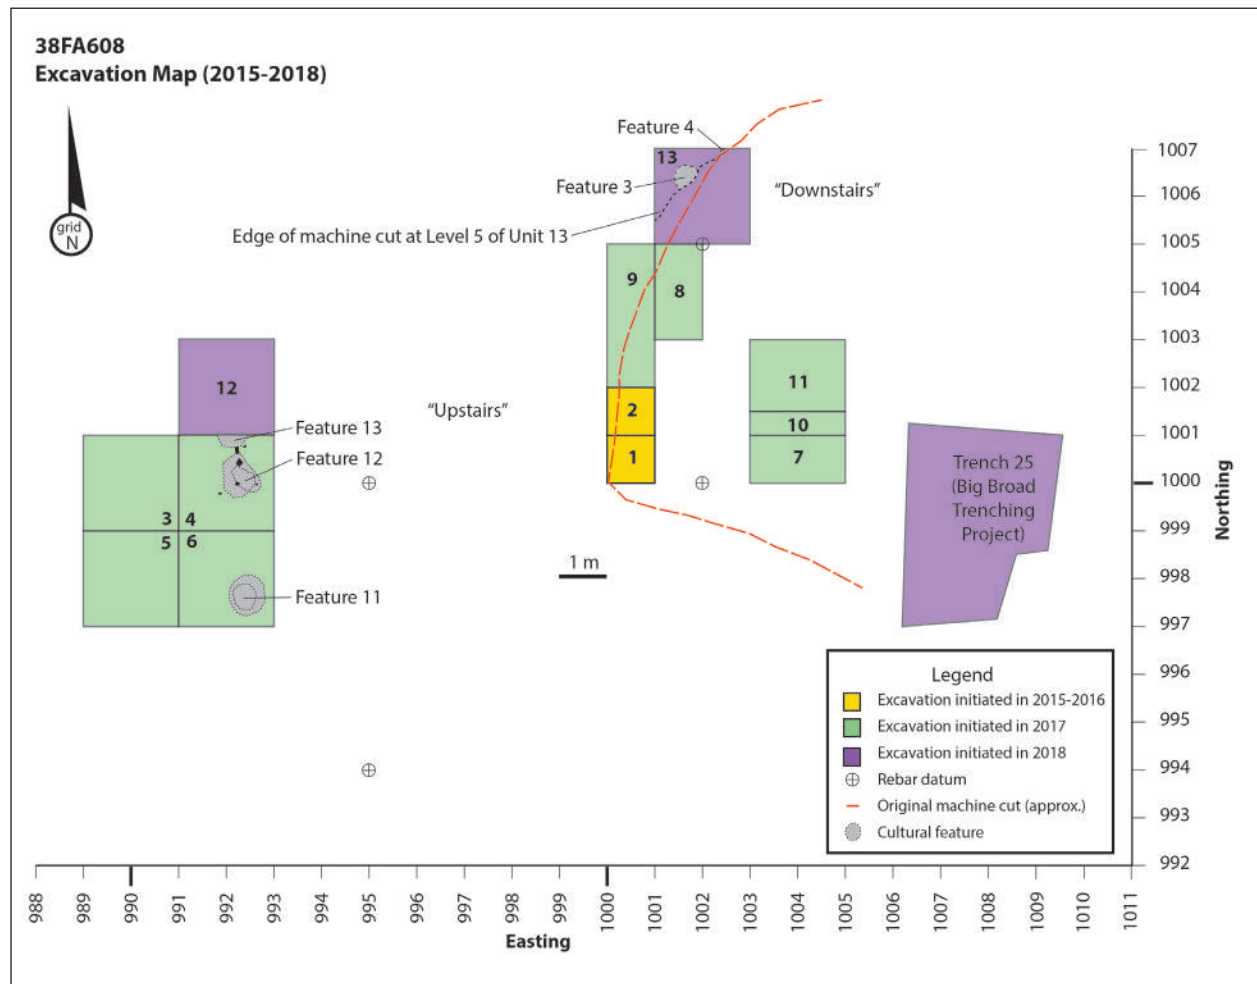 38FA608
Excavation Map (2015-2018)
grid
N
Feature 4
13
Feature 3
"Downstairs"
Edge of machine cut at Level 5 of Unit 13
9
8
12
"Upstairs"
2
1
11
10
7
Feature 13
Feature 12
3
4
5
6
Feature 11
1 m
Trench 25
(Big Broad
Trenching
Project)
1007
1006
1005
1004
1003
1002
1001
1000
999
998
997
996
995
994
993
992
Northing
Legend
Excavation initiated in 2015-2016
Excavation initiated in 2017
Excavation initiated in 2018
Rebar datum
Original machine cut (approx.)
Cultural feature
988
989
990
991
992
993
994
995
996
997
998
999
1000
1001
1002
1003
1004
1005
1006
1007
1008
1009
1010
1011
Easting